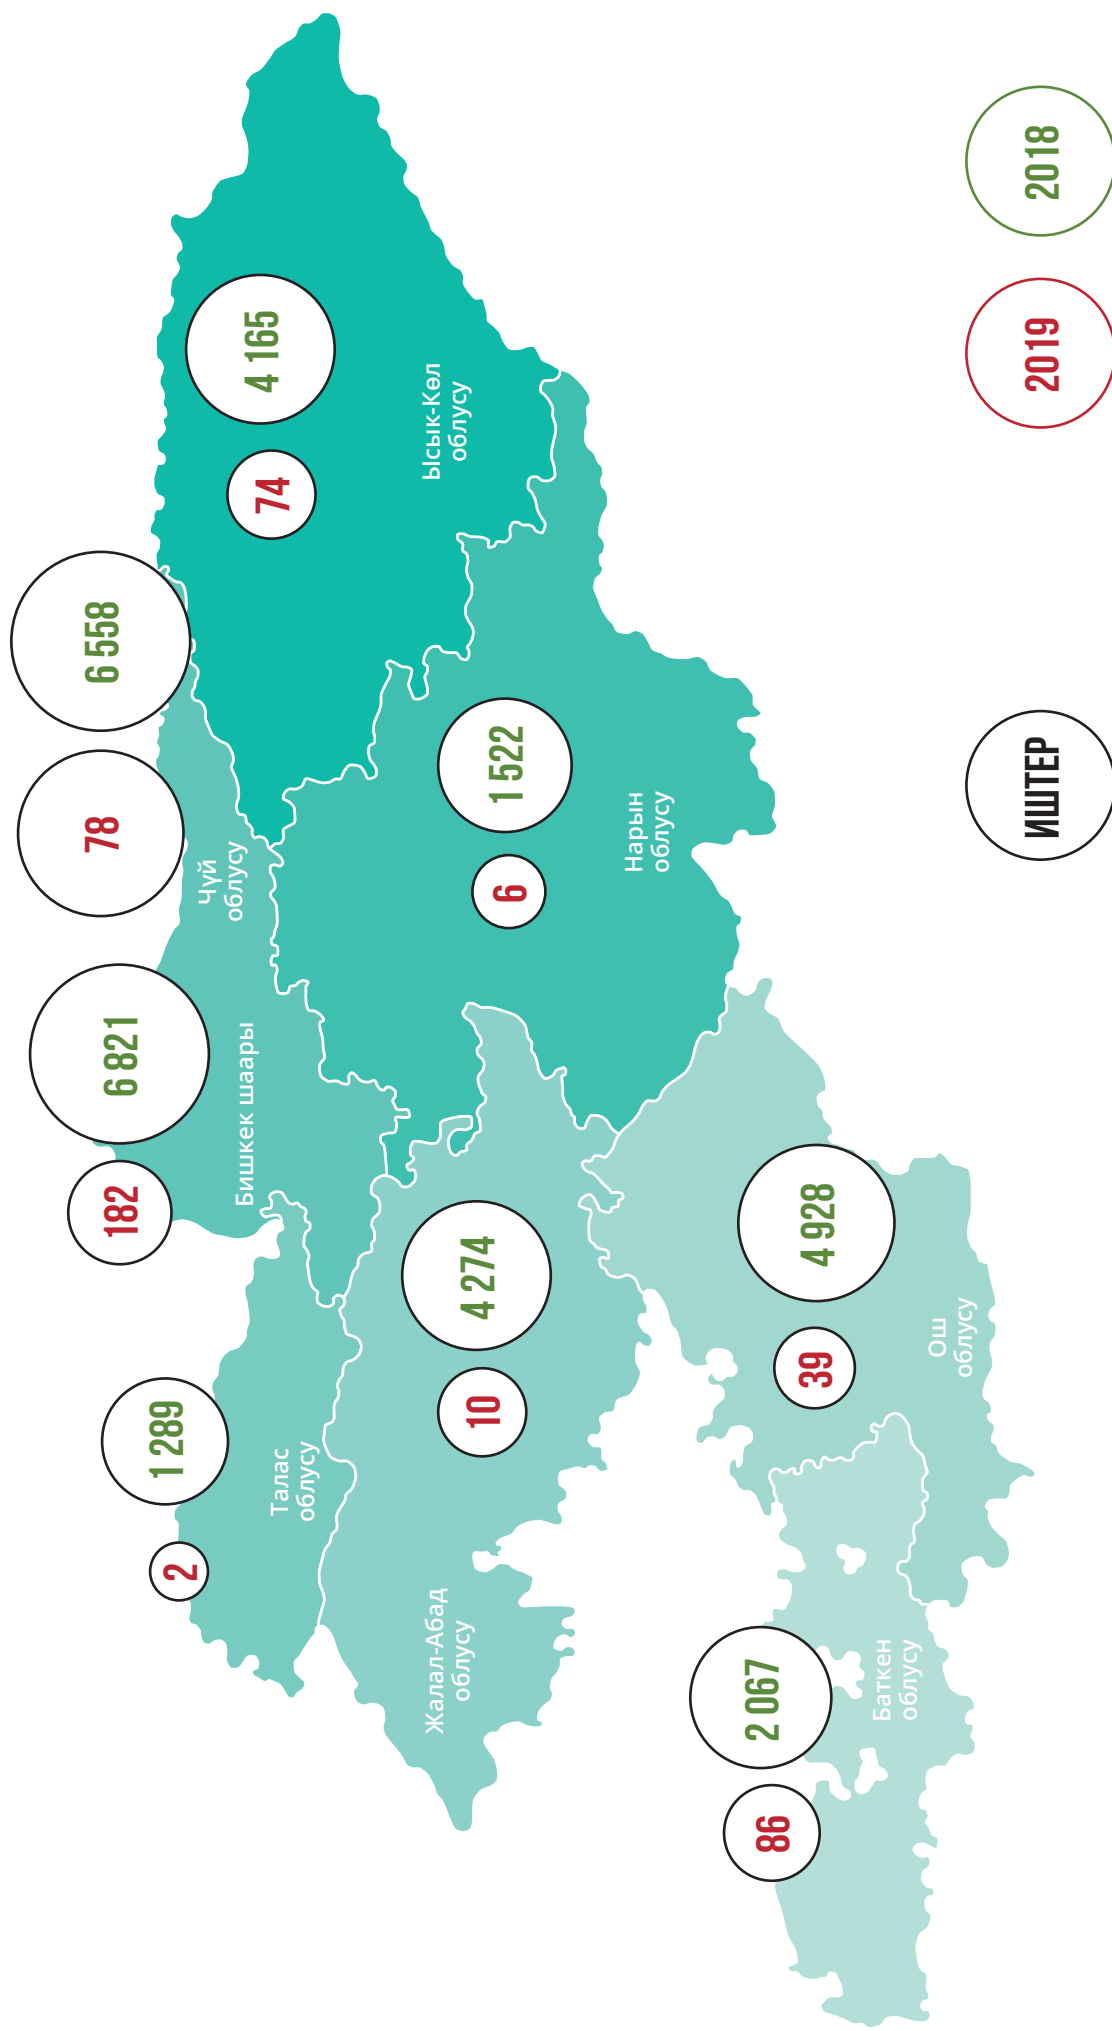 2
1 289
Талас
облусу
182
6 821
Бишкек шаары
78
6 558
Чүй
облусу
74
4 165
Ысык-Көл
облусу
10
4 274
Жалал-Абад
облусу
6
1 522
Нарын
облусу
86
2 067
Баткен
облусу
39
4 928
Ош
облусу
ИШТЕР
2019
2018